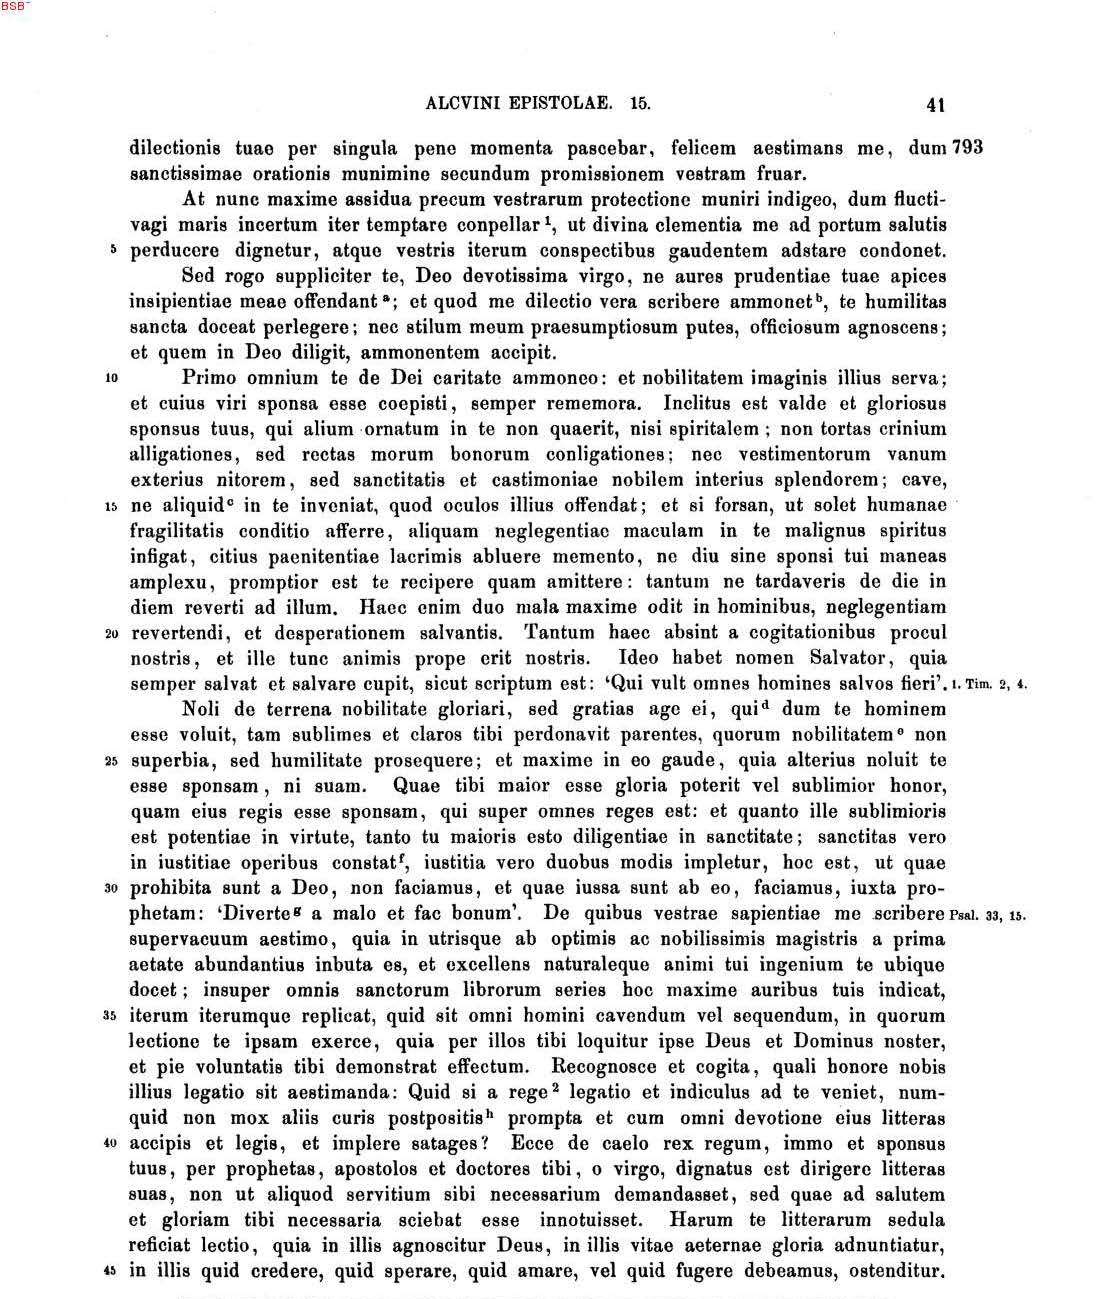 BSB
ALCVINI EPISTOLAE. 15. 41
dilectionis tuae per singula pene momenta pascebar, felicem aestimans me, dum 793
sanctissimae orationis munimine secundum promissionem vestram fruar.
At nunc maxime assidua precum vestrarum protectione muniri indigeo, dum flucti-
vagi maris incertum iter temptare conpellar ¹, ut divina clementia me ad portum salutis
5 perducere dignetur, atque vestris iterum conspectibus gaudentem adstare condonet.
Sed rogo suppliciter te, Deo devotissima virgo, ne aures prudentiae tuae apices
insipientiae meae offendant ᵃ; et quod me dilectio vera scribere ammonet ᵇ, te humilitas
sancta doceat perlegere; nec stilum meum praesumptiosum putes, officiosum agnoscens;
et quem in Deo diligit, ammonentem accipit.
10 Primo omnium te de Dei caritate ammoneo: et nobilitatem imaginis illius serva;
et cuius viri sponsa esse coepisti, semper rememora. Inclitus est valde et gloriosus
sponsus tuus, qui alium ornatum in te non quaerit, nisi spiritalem; non tortas crinium
alligationes, sed rectas morum bonorum conligationes; nec vestimentorum vanum
exterius nitorem, sed sanctitatis et castimoniae nobilem interius splendorem; cave,
15 ne aliquid ᶜ in te inveniat, quod oculos illius offendat; et si forsan, ut solet humanae
fragilitatis conditio afferre, aliquam neglegentiae maculam in te malignus spiritus
infigat, citius paenitentiae lacrimis abluere memento, ne diu sine sponsi tui maneas
amplexu, promptior est te recipere quam amittere: tantum ne tardaveris de die in
diem reverti ad illum. Haec enim duo mala maxime odit in hominibus, neglegentiam
20 revertendi, et desperationem salvantis. Tantum haec absint a cogitationibus procul
nostris, et ille tunc animis prope erit nostris. Ideo habet nomen Salvator, quia
semper salvat et salvare cupit, sicut scriptum est: ‘Qui vult omnes homines salvos fieri’. 1. Tim. 2, 4.
Noli de terrena nobilitate gloriari, sed gratias age ei, qui ᵈ dum te hominem
esse voluit, tam sublimes et claros tibi perdonavit parentes, quorum nobilitatem ᵉ non
25 superbia, sed humilitate prosequere; et maxime in eo gaude, quia alterius noluit te
esse sponsam, ni suam. Quae tibi maior esse gloria poterit vel sublimior honor,
quam eius regis esse sponsam, qui super omnes reges est: et quanto ille sublimioris
est potentiae in virtute, tanto tu maioris esto diligentiae in sanctitate; sanctitas vero
in iustitiae operibus constat ᶠ, iustitia vero duobus modis impletur, hoc est, ut quae
30 prohibita sunt a Deo, non faciamus, et quae iussa sunt ab eo, faciamus, iuxta pro-
phetam: ‘Diverte ᵍ a malo et fac bonum’. De quibus vestrae sapientiae me scribere Psal. 33, 15.
supervacuum aestimo, quia in utrisque ab optimis ac nobilissimis magistris a prima
aetate abundantius inbuta es, et excellens naturaleque animi tui ingenium te ubique
docet; insuper omnis sanctorum librorum series hoc maxime auribus tuis indicat,
35 iterum iterumque replicat, quid sit omni homini cavendum vel sequendum, in quorum
lectione te ipsam exerce, quia per illos tibi loquitur ipse Deus et Dominus noster,
et pie voluntatis tibi demonstrat effectum. Recognosce et cogita, quali honore nobis
illius legatio sit aestimanda: Quid si a rege ² legatio et indiculus ad te veniet, num-
quid non mox aliis curis postpositis ʰ prompta et cum omni devotione eius litteras
40 accipis et legis, et implere satages? Ecce de caelo rex regum, immo et sponsus
tuus, per prophetas, apostolos et doctores tibi, o virgo, dignatus est dirigere litteras
suas, non ut aliquod servitium sibi necessarium demandasset, sed quae ad salutem
et gloriam tibi necessaria sciebat esse innotuisset. Harum te litterarum sedula
reficiat lectio, quia in illis agnoscitur Deus, in illis vitae aeternae gloria adnuntiatur,
45 in illis quid credere, quid sperare, quid amare, vel quid fugere debeamus, ostenditur.